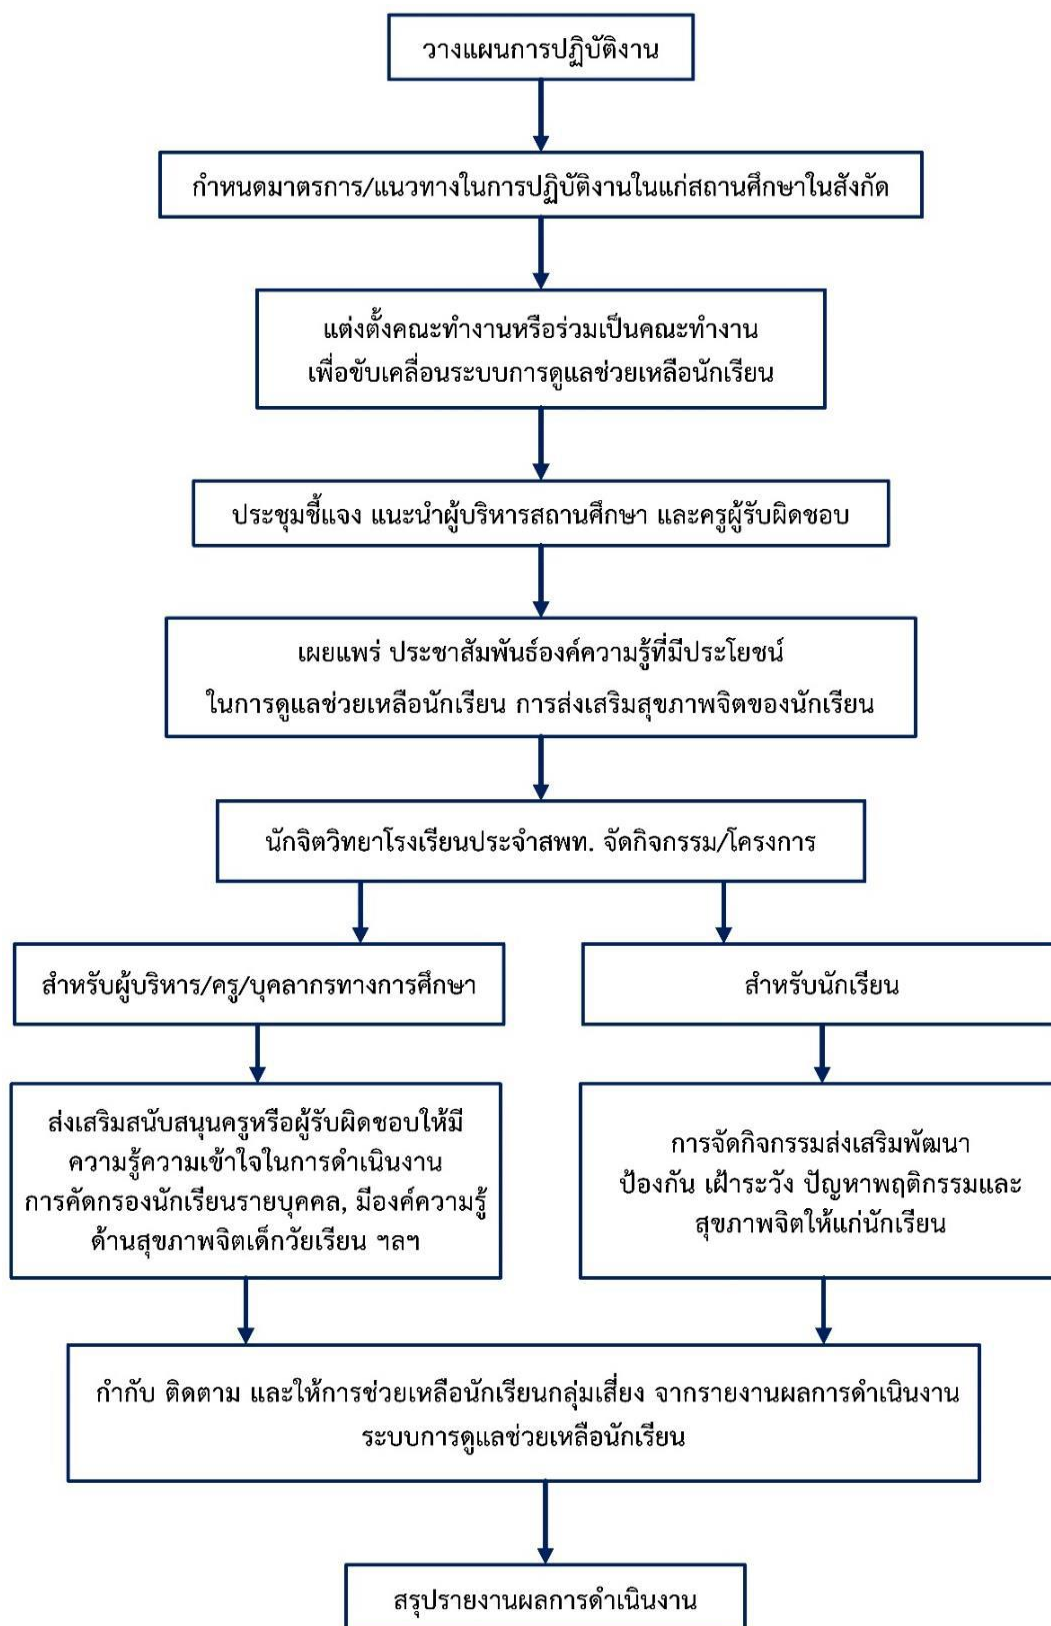 วางแผนการปฏิบัติงาน
กำหนดมาตรการ/แนวทางในการปฏิบัติงานในแก่สถานศึกษาในสังกัด
แต่งตั้งคณะทำงานหรือร่วมเป็นคณะทำงาน
เพื่อขับเคลื่อนระบบการดูแลช่วยเหลือนักเรียน
ประชุมชี้แจง แนะนำผู้บริหารสถานศึกษา และครูผู้รับผิดชอบ
เผยแพร่ ประชาสัมพันธ์องค์ความรู้ที่มีประโยชน์
ในการดูแลช่วยเหลือนักเรียน การส่งเสริมสุขภาพจิตของนักเรียน
นักจิตวิทยาโรงเรียนประจำสพท. จัดกิจกรรม/โครงการ
สำหรับผู้บริหาร/ครู/บุคลากรทางการศึกษา
สำหรับนักเรียน
ส่งเสริมสนับสนุนครูหรือผู้รับผิดชอบให้มี
ความรู้ความเข้าใจในการดำเนินงาน
การคัดกรองนักเรียนรายบุคคล, มีองค์ความรู้
ด้านสุขภาพจิตเด็กวัยเรียน ฯลฯ
การจัดกิจกรรมส่งเสริมพัฒนา
ป้องกัน เฝ้าระวัง ปัญหาพฤติกรรมและ
สุขภาพจิตให้แก่นักเรียน
กำกับ ติดตาม และให้การช่วยเหลือนักเรียนกลุ่มเสี่ยง จากรายงานผลการดำเนินงาน
ระบบการดูแลช่วยเหลือนักเรียน
สรุปรายงานผลการดำเนินงาน